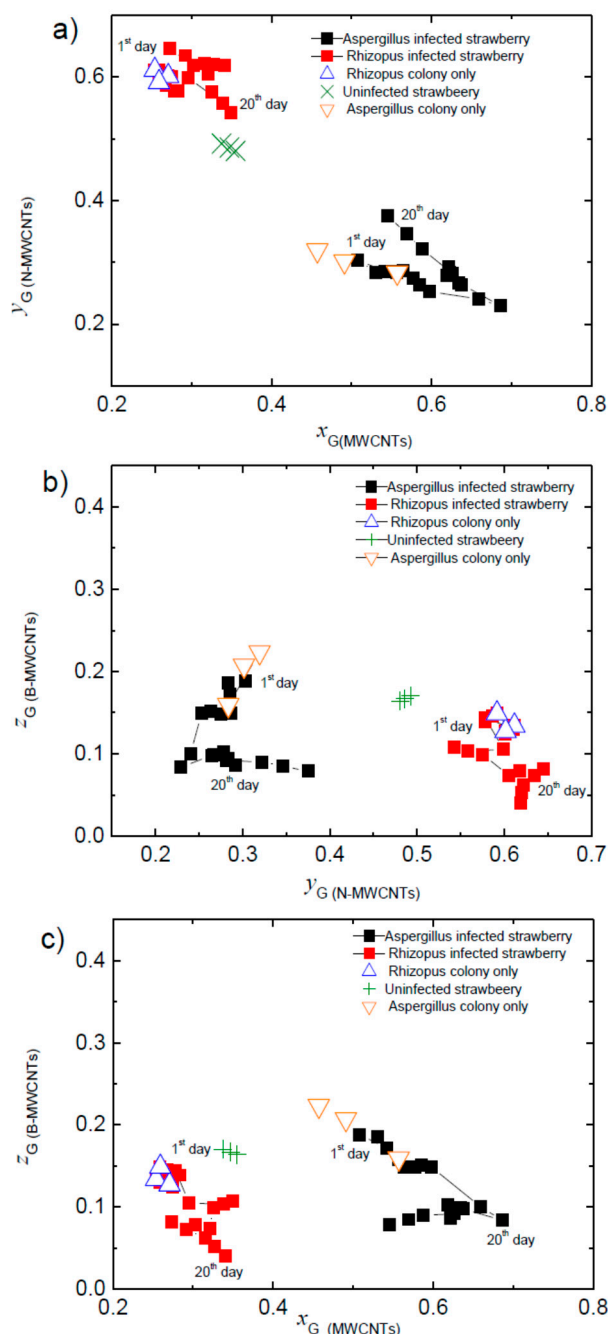 a)
Aspergillus infected strawberry
Rhizopus infected strawberry
Rhizopus colony only
Uninfected strawbeery
Aspergillus colony only
1st day
20th day
20th day
1st day
0.6
0.4
0.2
yG (N-MWCNTs)
0.2 0.4 0.6 0.8
xG(MWCNTs)
b)
Aspergillus infected strawberry
Rhizopus infected strawberry
Rhizopus colony only
Uninfected strawbeery
Aspergillus colony only
1st day
1st day
20th day
20th day
0.4
0.3
0.2
0.1
0.0
zG (B-MWCNTs)
0.2 0.3 0.4 0.5 0.6 0.7
yG (N-MWCNTs)
c)
Aspergillus infected strawberry
Rhizopus infected strawberry
Rhizopus colony only
Uninfected strawbeery
Aspergillus colony only
1st day
1st day
20th day
20th day
0.4
0.3
0.2
0.1
0.0
zG (B-MWCNTs)
0.2 0.4 0.6 0.8
xG (MWCNTs)